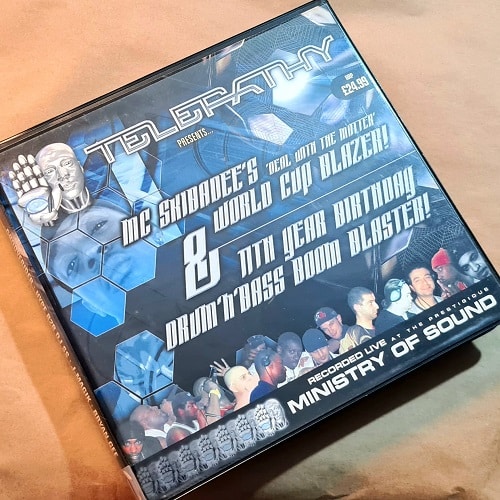 TELEPATHY
PRESENTS...
RRP
£24.99
MC SKIBADEE'S 'DEAL WITH THE MATTER'
WORLD CUP BLAZER!
& 11TH YEAR BIRTHDAY
DRUM'N'BASS BOOM BLASTER!
RECORDED LIVE AT THE PRESTIGIOUS
MINISTRY OF SOUND